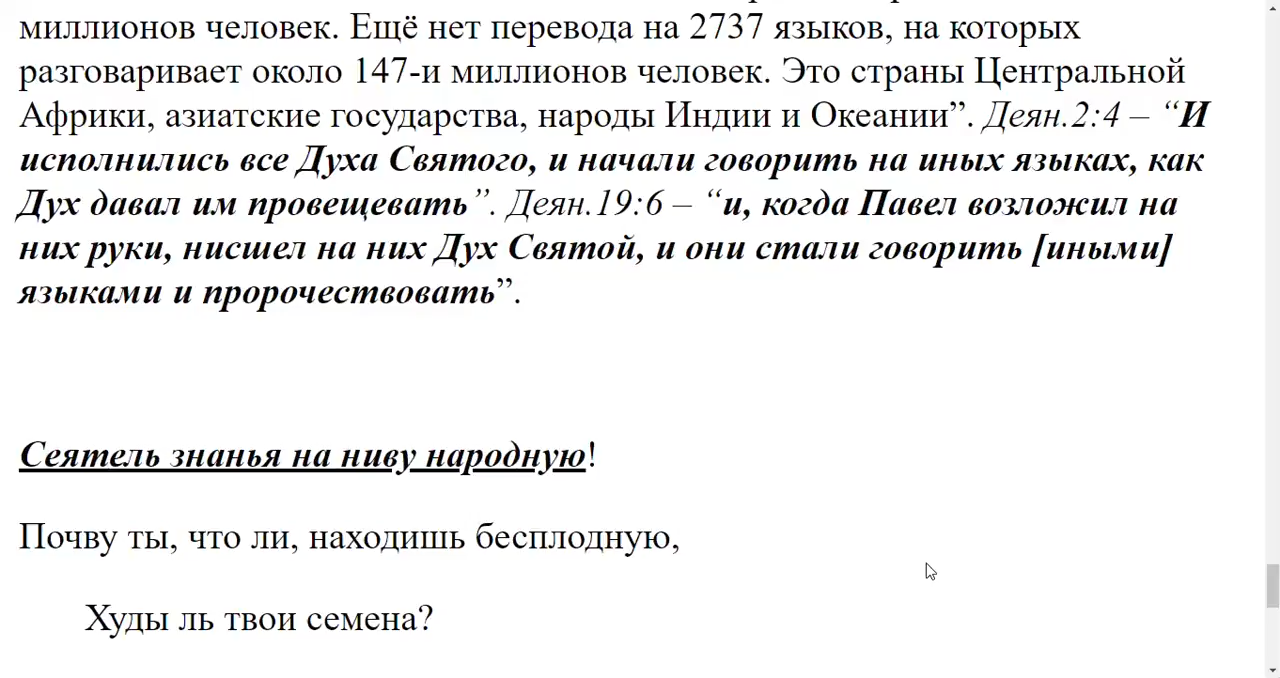 миллионов человек. Ещё нет перевода на 2737 языков, на которых
разговаривает около 147-и миллионов человек. Это страны Центральной
Африки, азиатские государства, народы Индии и Океании”. Деян.2:4 – “И
исполнились все Духа Святого, и начали говорить на иных языках, как
Дух давал им провещевать”. Деян.19:6 – “и, когда Павел возложил на
них руки, нисшел на них Дух Святой, и они стали говорить [иными]
языками и пророчествовать”.
Сеятель знанья на ниву народную!
Почву ты, что ли, находишь бесплодную,
Худы ль твои семена?